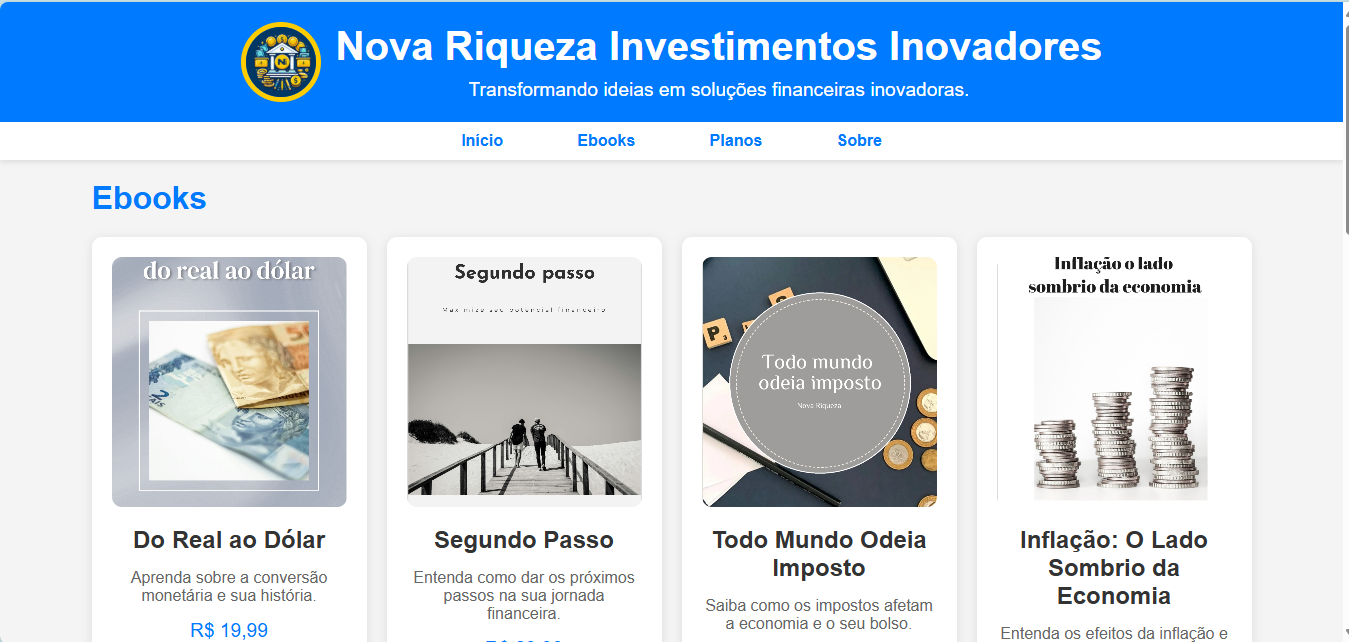 Nova Riqueza Investimentos Inovadores
Transformando ideias em soluções financeiras inovadoras.
Início
Ebooks
Planos
Sobre
Ebooks
do real ao dólar
Do Real ao Dólar
Aprenda sobre a conversão
monetária e sua história.
R$ 19,99
Segundo passo
Maximize seu potencial financeiro
Segundo Passo
Entenda como dar os próximos
passos na sua jornada
financeira.
Todo mundo
odeia imposto
Nova Riqueza
Todo Mundo Odeia
Imposto
Saiba como os impostos afetam
a economia e o seu bolso.
Inflação o lado
sombrio da economia
Inflação: O Lado
Sombrio da
Economia
Entenda os efeitos da inflação e